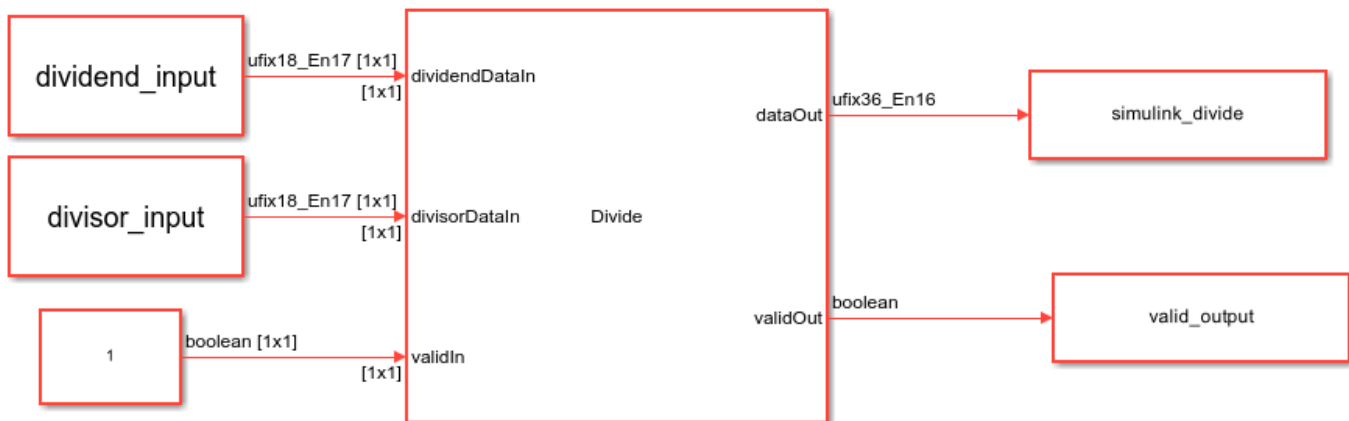 dividend_input
ufix18_En17 [1x1]
[1x1]
dividendDataIn
dataOut
ufix36_En16
simulink_divide
divisor_input
ufix18_En17 [1x1]
[1x1]
divisorDataIn
Divide
1
boolean [1x1]
[1x1]
validIn
validOut
boolean
valid_output